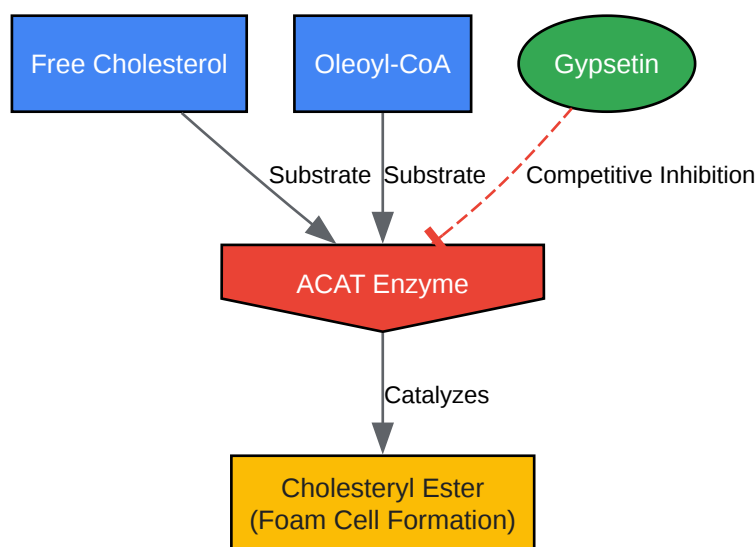 Free Cholesterol
Oleoyl-CoA
Gypsetin
Substrate
Substrate
Competitive Inhibition
ACAT Enzyme
Catalyzes
Cholesteryl Ester
(Foam Cell Formation)